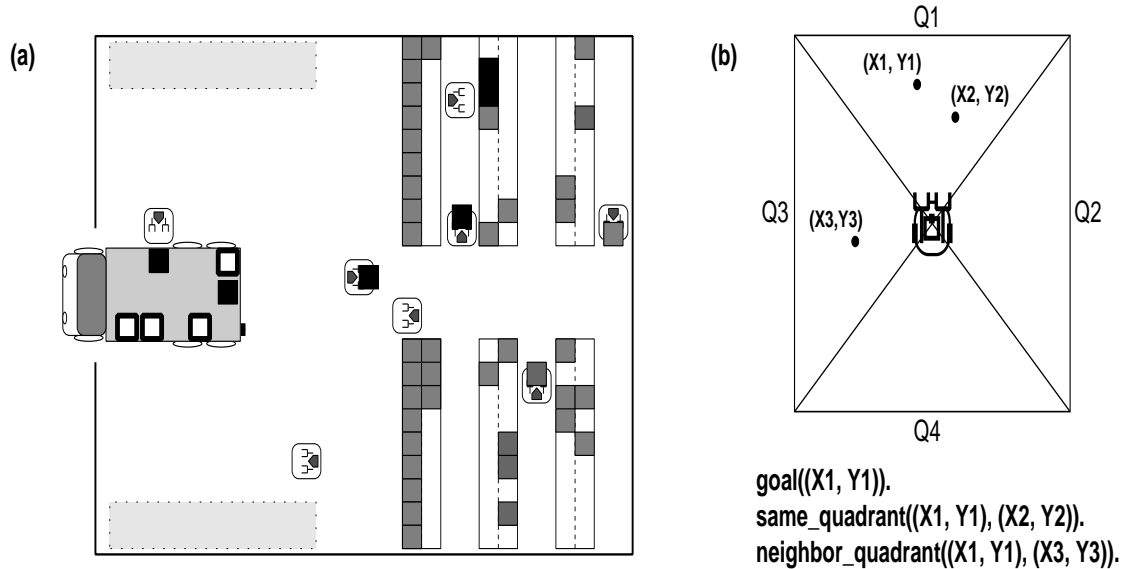 (a)
(b)
Q1
(X1, Y1)
(X2, Y2)
Q3
Q2
(X3,Y3)
Q4
goal((X1, Y1)).
same_quadrant((X1, Y1), (X2, Y2)).
neighbor_quadrant((X1, Y1), (X3, Y3)).